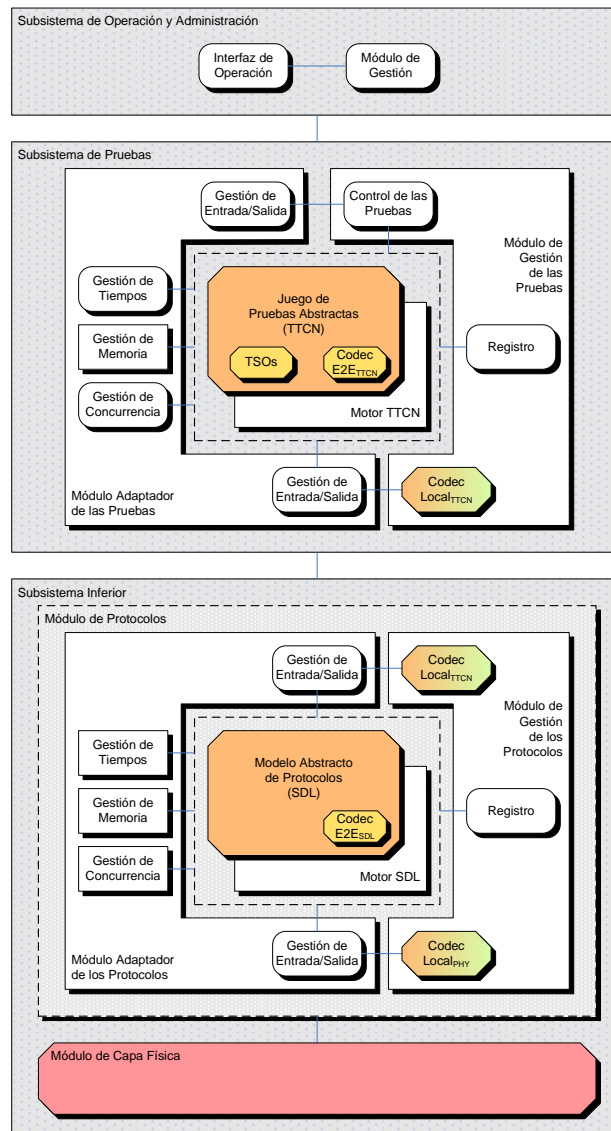 Subsistema de Operación y Administración
Interfaz de
Operación
Módulo de
Gestión
Subsistema de Pruebas
Gestión de
Entrada/Salida
Control de las
Pruebas
Módulo de
Gestión
de las
Pruebas
Gestión de
Tiempos
Juego de
Pruebas Abstractas
(TTCN)
Gestión de
Memoria
Registro
TSOs
Codec
E2ETTCN
Gestión de
Concurrencia
Motor TTCN
Módulo Adaptador
de las Pruebas
Gestión de
Entrada/Salida
Codec
LocalTTCN
Subsistema Inferior
Módulo de Protocolos
Gestión de
Entrada/Salida
Codec
LocalTTCN
Módulo de
Gestión
de los
Protocolos
Gestión de
Tiempos
Modelo Abstracto
de Protocolos
(SDL)
Gestión de
Memoria
Registro
Codec
E2ESDL
Gestión de
Concurrencia
Motor SDL
Módulo Adaptador
de los Protocolos
Gestión de
Entrada/Salida
Codec
LocalPHY
Módulo de Capa Física